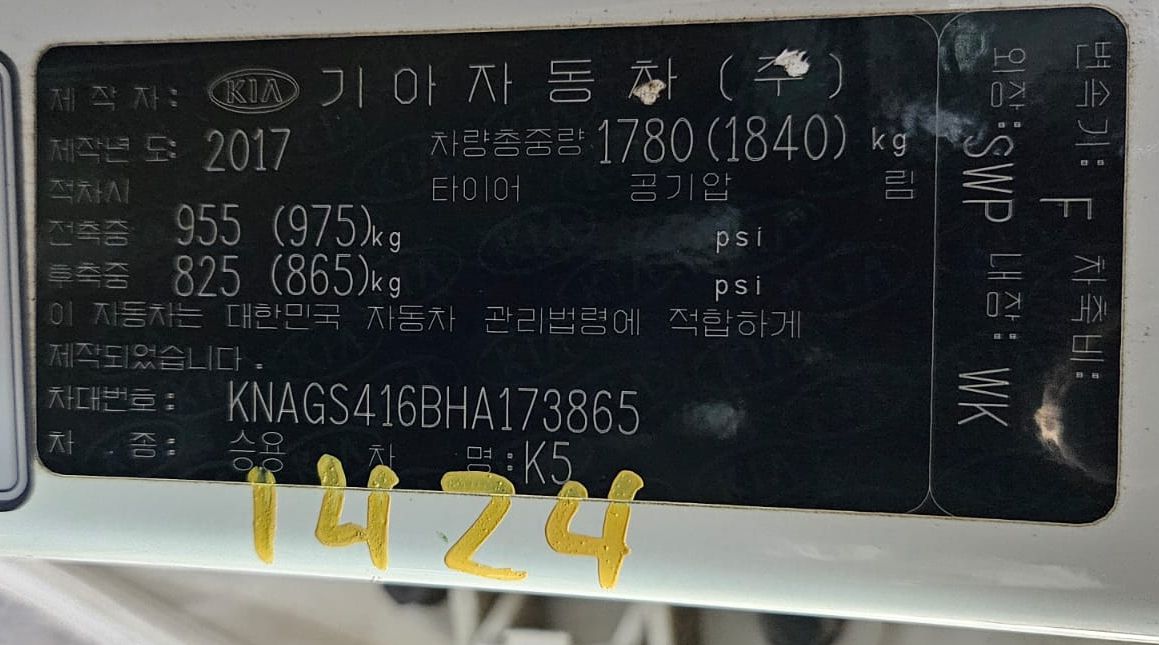 제 작 자 : KIA 기아자동차 (주)
제작년 도: 2017 차량총중량 1780 (1840) kg
적차시 타이어 공기압 림
전축중 955 (975)kg psi
후축중 825 (865)kg psi
이 자동차는 대한민국 자동차 관리법령에 적합하게
제작되었습니다 .
차대번호 : KNAGS416BHA173865
차 종 : 승용 차 명 : K5
변속기: F 차축비:
외장:SWP 내장: WK
1424